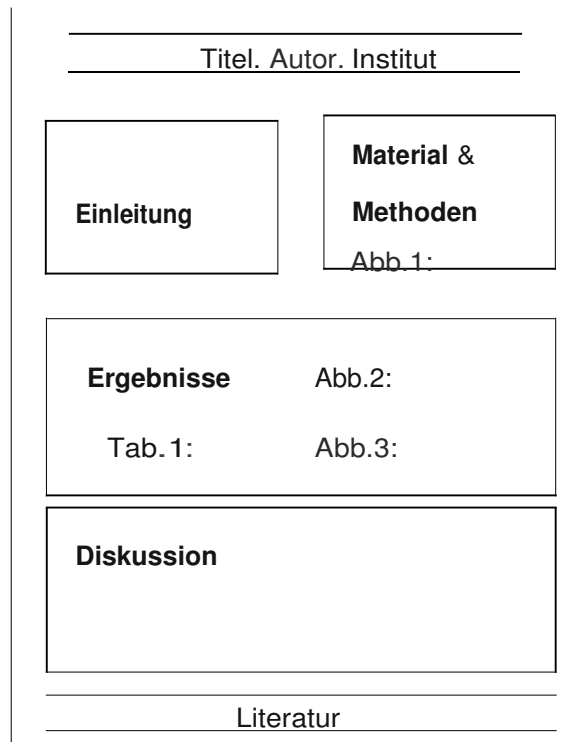 Titel. Autor. Institut
Einleitung
Material &
Methoden
Abb.1:
Ergebnisse Abb.2:
Tab.1: Abb.3:
Diskussion
Literatur